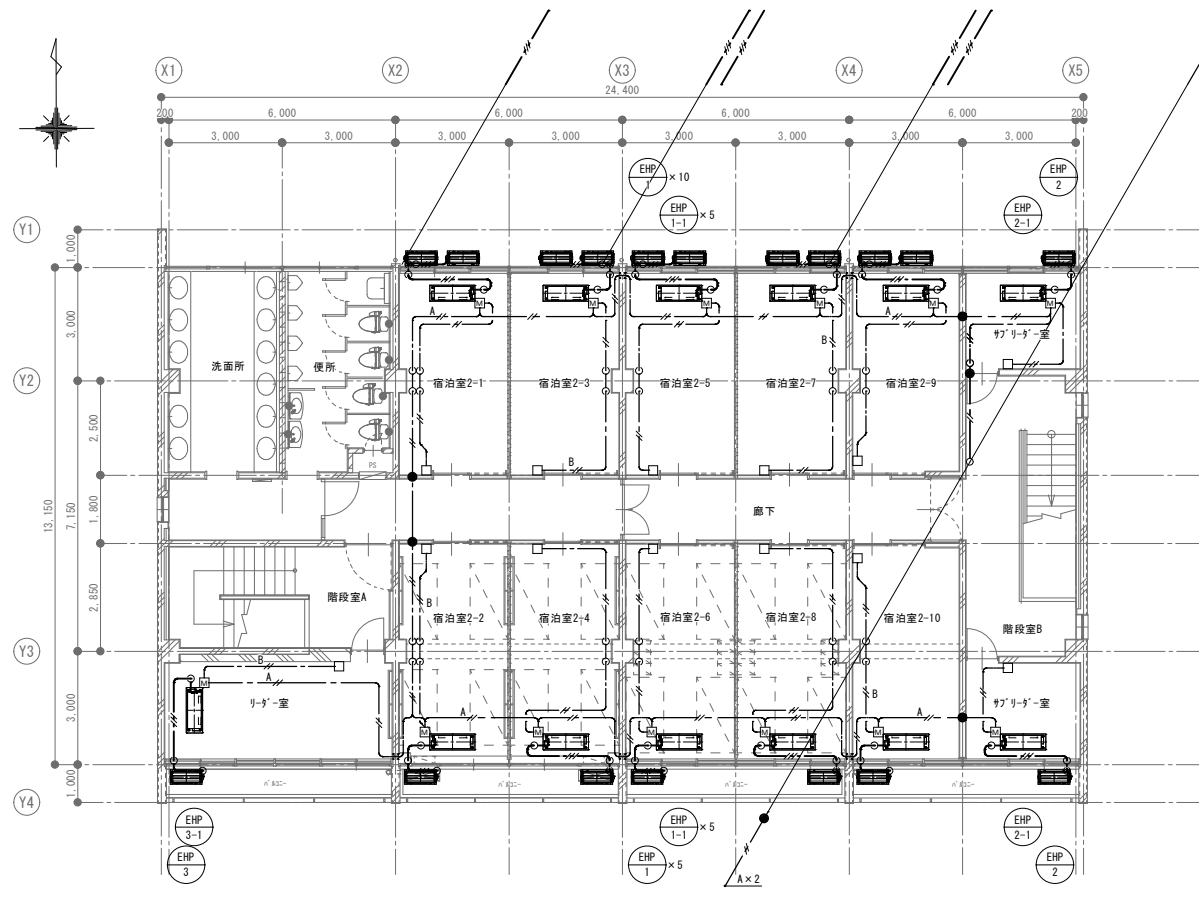 X1 X2 X3 X4 X5
24,400
200 6,000 6,000 6,000 6,000 200
3,000 3,000 3,000 3,000 3,000 3,000 3,000 3,000
EHP 1 ×10
EHP 2
EHP 1-1 ×5
EHP 2-1
Y1
1,000
M M M M M M
A A
3,000
洗面所
便所
B
サブリーダー室
Y2
宿泊室2-1
宿泊室2-3
宿泊室2-5
宿泊室2-7
宿泊室2-9
2,500
PS
B
13,150
7,150
1,800
廊下
2,850
階段室A
B
宿泊室2-2
宿泊室2-4
宿泊室2-6
宿泊室2-8
宿泊室2-10
階段室B
Y3
B
A
M
B
3,000
リーダー室
A
A
サブリーダー室
M M M M M M
1,000
バルコニー
バルコニー
バルコニー
Y4
EHP 3-1
EHP 1-1 ×5
EHP 2-1
EHP 3
EHP 1 ×5
EHP 2
A×2